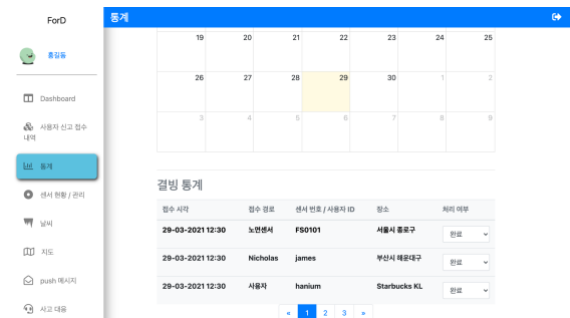 ForD
통계
홍길동
Dashboard
사용자 신고 접수
내역
통계
센서 현황 / 관리
날씨
지도
push 메시지
사고 대응
19 20 21 22 23 24 25
26 27 28 29 30 1 2
3 4 5 6 7 8 9
결빙 통계
접수 시각 접수 경로 센서 번호 / 사용자 ID 장소 처리 여부
29-03-2021 12:30 노면센서 FS0101 서울시 종로구 완료
29-03-2021 12:30 Nicholas james 부산시 해운대구 완료
29-03-2021 12:30 사용자 hanium Starbucks KL 완료
« 1 2 3 »